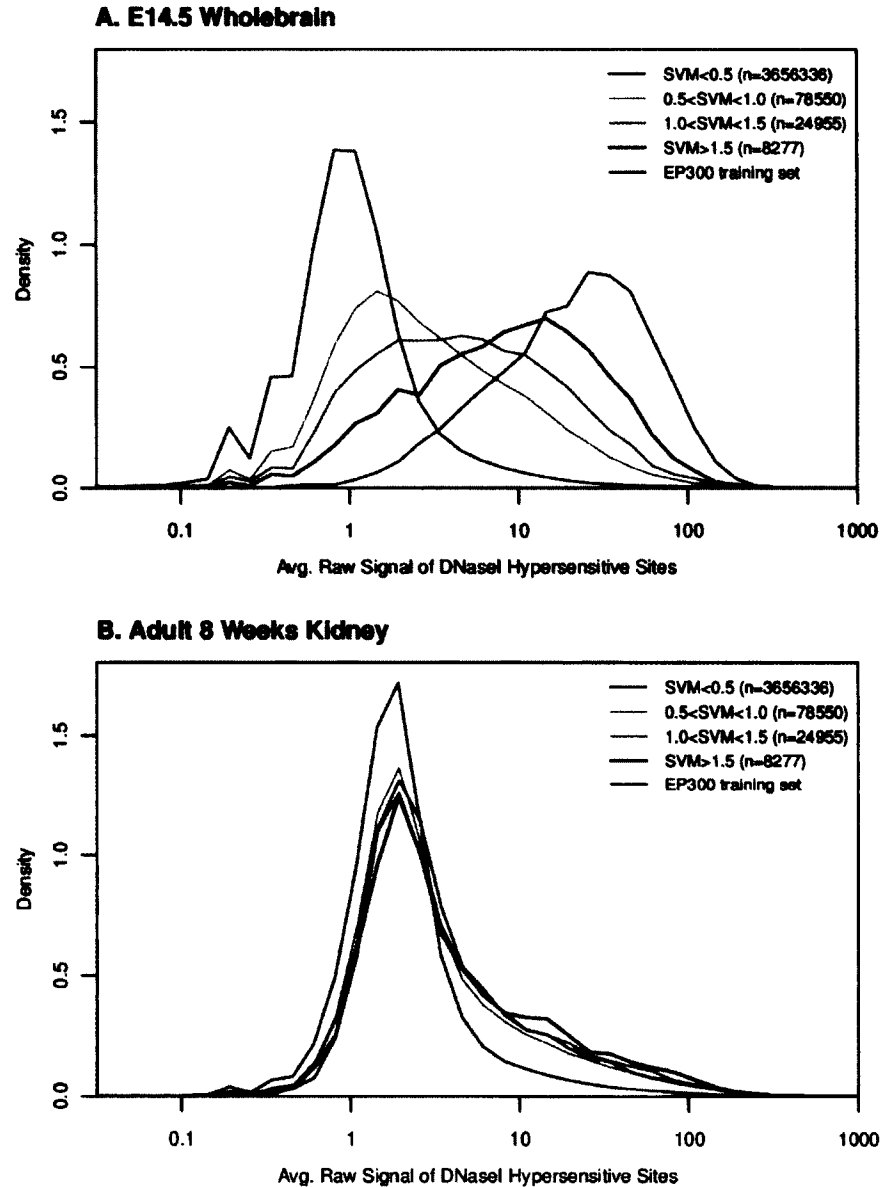 A. E14.5 Wholebrain
SVM<0.5 (n=3656336)
0.5<SVM<1.0 (n=78550)
1.0<SVM<1.5 (n=24955)
SVM>1.5 (n=8277)
EP300 training set
Density
0.0
0.5
1.0
1.5
0.1
1
10
100
1000
Avg. Raw Signal of DNaseI Hypersensitive Sites
B. Adult 8 Weeks Kidney
SVM<0.5 (n=3656336)
0.5<SVM<1.0 (n=78550)
1.0<SVM<1.5 (n=24955)
SVM>1.5 (n=8277)
EP300 training set
Density
0.0
0.5
1.0
1.5
0.1
1
10
100
1000
Avg. Raw Signal of DNaseI Hypersensitive Sites